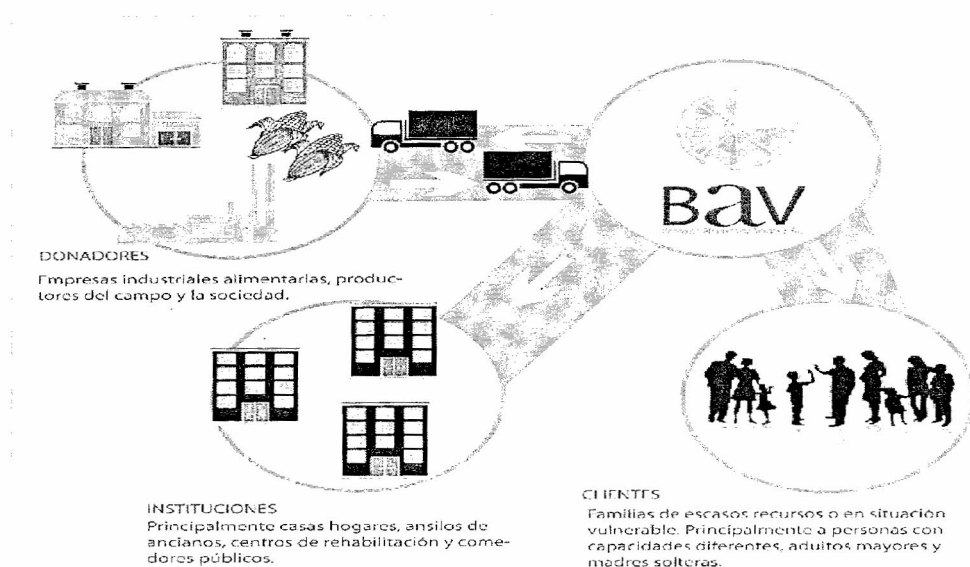 BAV
DONADORES
Empresas industriales alimentarias, produc-
tores del campo y la sociedad.
INSTITUCIONES
Principalmente casas hogares, ansilos de
ancianos, centros de rehabilitación y come-
dores públicos.
CLIENTES
Familias de escasos recursos o en situación
vulnerable. Principalmente a personas con
capacidades diferentes, adultos mayores y
madres solteras.